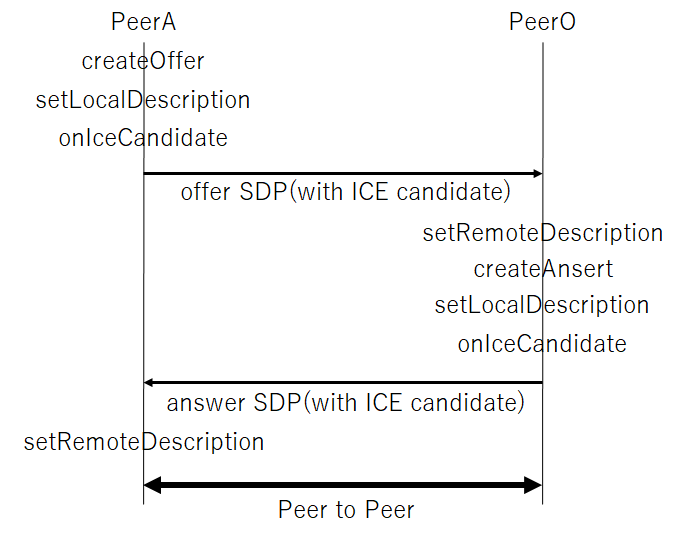 PeerA
PeerO
createOffer
setLocalDescription
onIceCandidate
offer SDP(with ICE candidate)
setRemoteDescription
createAnsert
setLocalDescription
onIceCandidate
answer SDP(with ICE candidate)
setRemoteDescription
Peer to Peer